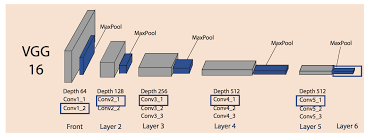 VGG
16
MaxPool
MaxPool
MaxPool
MaxPool
MaxPool
Depth 64
Conv1_1
Conv1_2
Front
Depth 128
Conv2_1
Conv2_2
Layer 2
Depth 256
Conv3_1
Conv3_2
Conv3_3
Layer 3
Depth 512
Conv4_1
Conv4_2
Conv4_3
Layer 4
Depth 512
Conv5_1
Conv5_2
Conv5_3
Layer 5
Layer 6